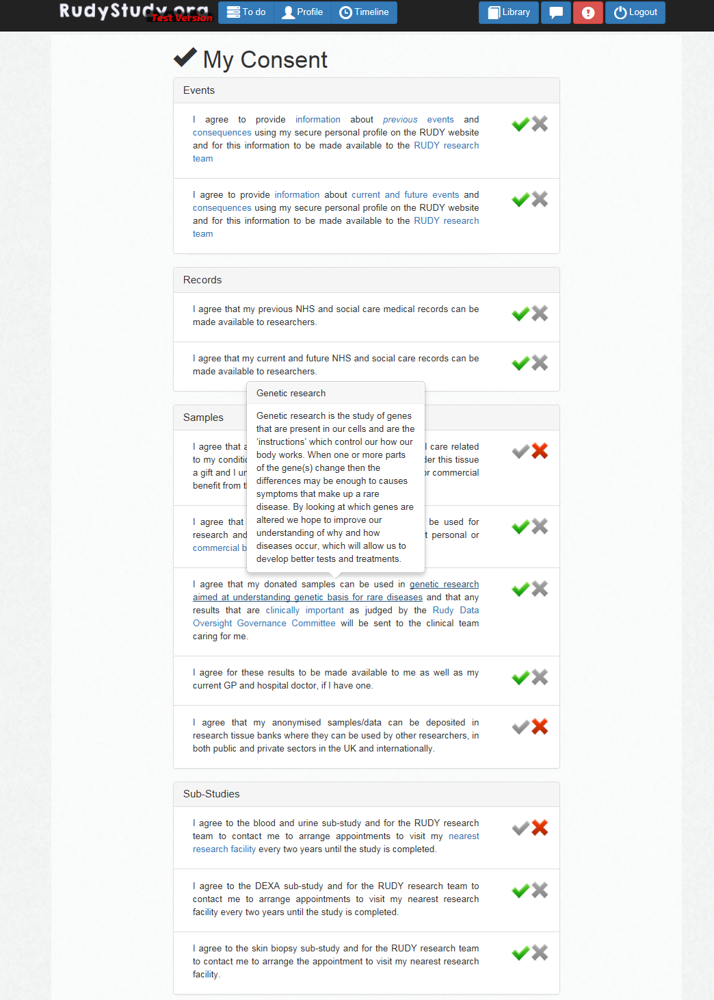 RudyStudy.org
Test Version
To do
Profile
Timeline
Library
Logout
My Consent
Events
I agree to provide information about previous events and
consequences using my secure personal profile on the RUDY website
and for this information to be made available to the RUDY research
team
I agree to provide information about current and future events and
consequences using my secure personal profile on the RUDY website
and for this information to be made available to the RUDY research
team
Records
I agree that my previous NHS and social care medical records can be
made available to researchers.
I agree that my current and future NHS and social care records can be
made available to researchers.
Genetic research
Genetic research is the study of genes
that are present in our cells and are the
‘instructions’ which control our how our
body works. When one or more parts
of the gene(s) change then the
differences may be enough to causes
symptoms that make up a rare
disease. By looking at which genes are
altered we hope to improve our
understanding of why and how
diseases occur, which will allow us to
develop better tests and treatments.
Samples
I agree that care related
to my this tissue
a gift and I commercial
benefit from
I agree that be used for
research and personal or
commercial
I agree that my donated samples can be used in genetic research
aimed at understanding genetic basis for rare diseases and that any
results that are clinically important as judged by the Rudy Data
Oversight Governance Committee will be sent to the clinical team
caring for me.
I agree for these results to be made available to me as well as my
current GP and hospital doctor, if I have one.
I agree that my anonymised samples/data can be deposited in
research tissue banks where they can be used by other researchers, in
both public and private sectors in the UK and internationally.
Sub-Studies
I agree to the blood and urine sub-study and for the RUDY research
team to contact me to arrange appointments to visit my nearest
research facility every two years until the study is completed.
I agree to the DEXA sub-study and for the RUDY research team to
contact me to arrange appointments to visit my nearest research
facility every two years until the study is completed.
I agree to the skin biopsy sub-study and for the RUDY research team
to contact me to arrange the appointment to visit my nearest research
facility.